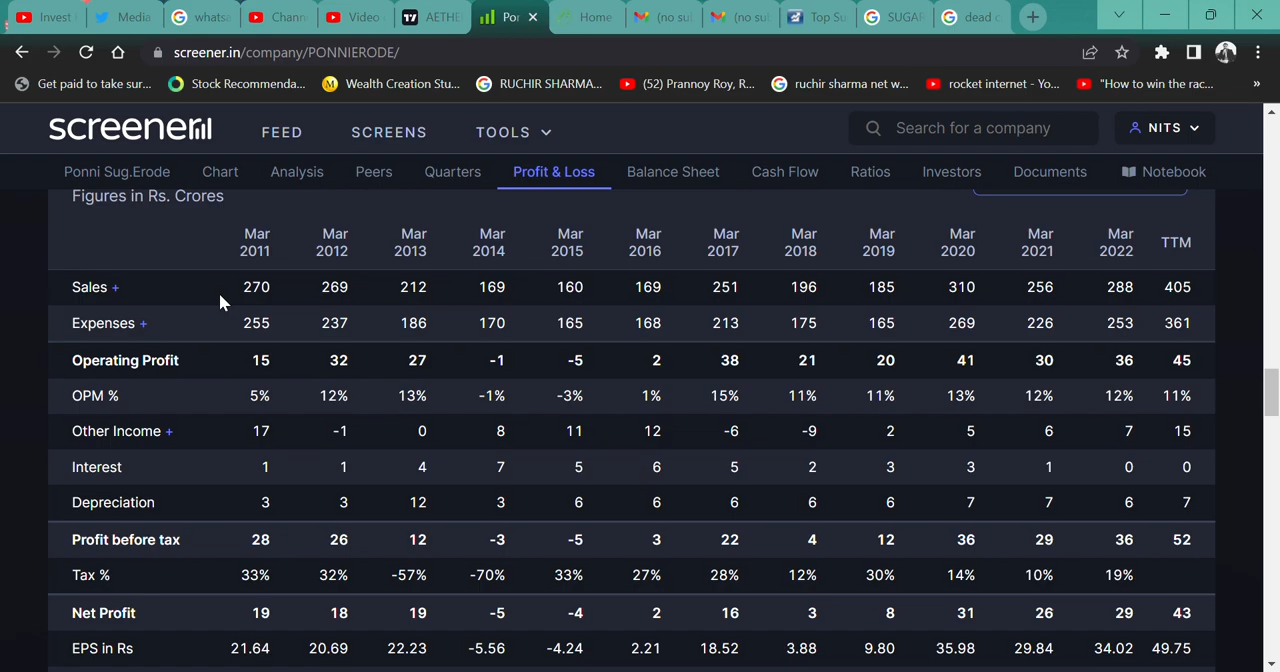 Invest Media whatsa Chann Video AETHE Por Home (no su (no su Top Su SUGAR dead c
screener.in/company/PONNIERODE/
Get paid to take sur... Stock Recommenda... Wealth Creation Stu... RUCHIR SHARMA... (52) Prannoy Roy, R... ruchir sharma net w... rocket internet - Yo... "How to win the rac... »
screener FEED SCREENS TOOLS Search for a company NITS
Ponni Sug.Erode Chart Analysis Peers Quarters Profit & Loss Balance Sheet Cash Flow Ratios Investors Documents Notebook
Figures in Rs. Crores
Mar Mar Mar Mar Mar Mar Mar Mar Mar Mar Mar Mar
2011 2012 2013 2014 2015 2016 2017 2018 2019 2020 2021 2022 TTM
Sales + 270 269 212 169 160 169 251 196 185 310 256 288 405
Expenses + 255 237 186 170 165 168 213 175 165 269 226 253 361
Operating Profit 15 32 27 -1 -5 2 38 21 20 41 30 36 45
OPM % 5% 12% 13% -1% -3% 1% 15% 11% 11% 13% 12% 12% 11%
Other Income + 17 -1 0 8 11 12 -6 -9 2 5 6 7 15
Interest 1 1 4 7 5 6 5 2 3 3 1 0 0
Depreciation 3 3 12 3 6 6 6 6 6 7 7 6 7
Profit before tax 28 26 12 -3 -5 3 22 4 12 36 29 36 52
Tax % 33% 32% -57% -70% 33% 27% 28% 12% 30% 14% 10% 19%
Net Profit 19 18 19 -5 -4 2 16 3 8 31 26 29 43
EPS in Rs 21.64 20.69 22.23 -5.56 -4.24 2.21 18.52 3.88 9.80 35.98 29.84 34.02 49.75